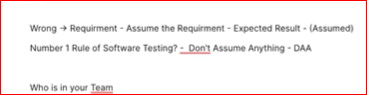 Wrong → Requirment - Assume the Requirment - Expected Result - (Assumed)
Number 1 Rule of Software Testing? - Don't Assume Anything - DAA
Who is in your Team